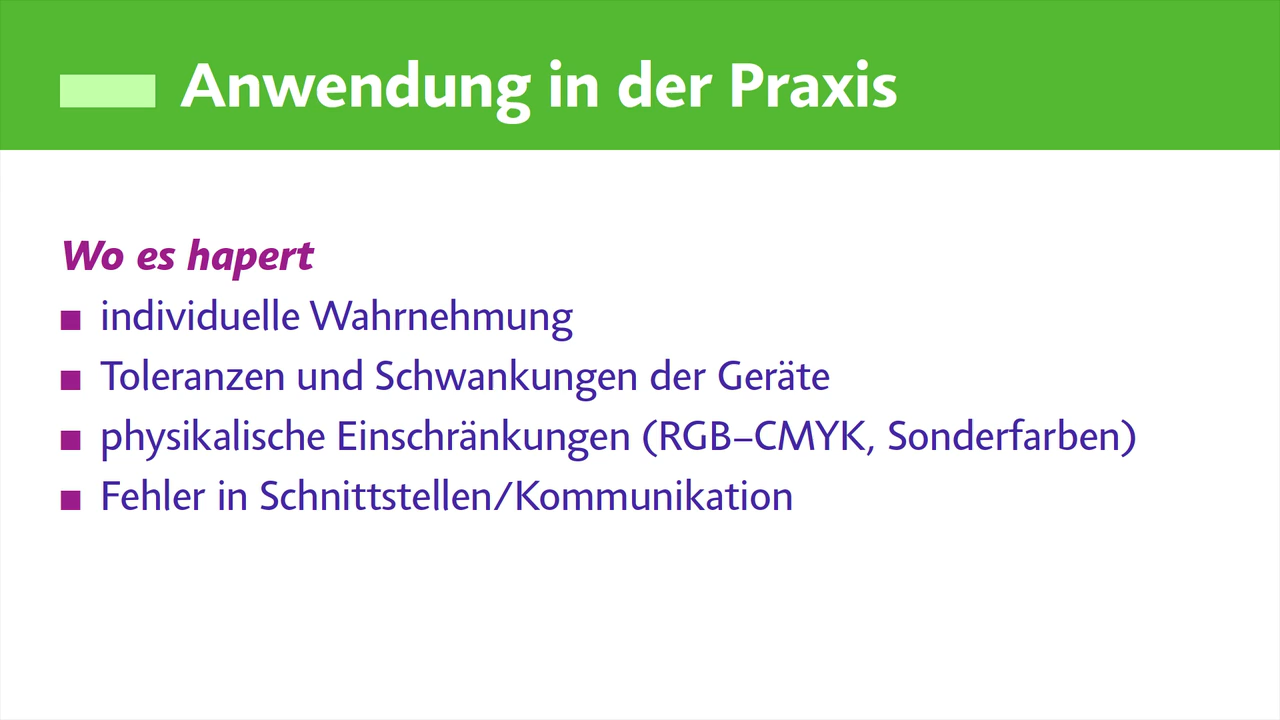 Anwendung in der Praxis
Wo es hapert
■ individuelle Wahrnehmung
■ Toleranzen und Schwankungen der Geräte
■ physikalische Einschränkungen (RGB–CMYK, Sonderfarben)
■ Fehler in Schnittstellen/Kommunikation